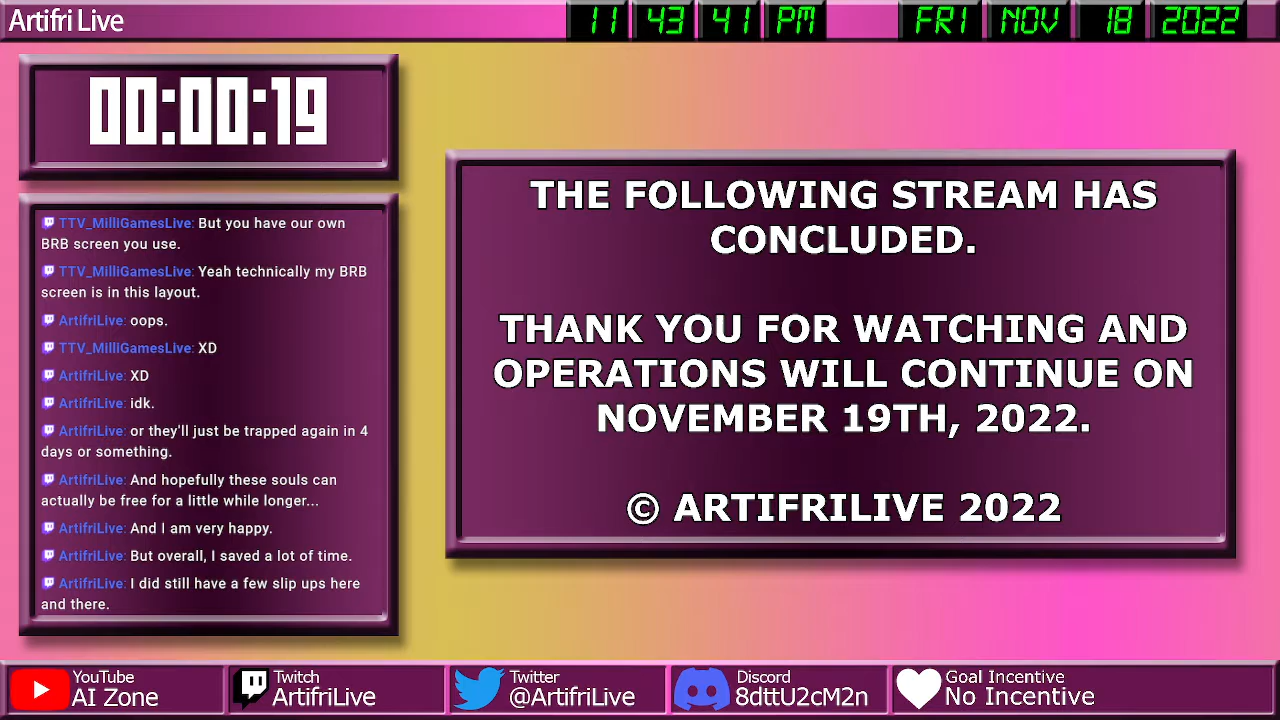 Artifri Live
11 43 41 PM FRI NOV 18 2022
00:00:19
TTV_MilliGamesLive: But you have our own
BRB screen you use.
TTV_MilliGamesLive: Yeah technically my BRB
screen is in this layout.
ArtifriLive: oops.
TTV_MilliGamesLive: XD
ArtifriLive: XD
ArtifriLive: idk.
ArtifriLive: or they'll just be trapped again in 4
days or something.
ArtifriLive: And hopefully these souls can
actually be free for a little while longer...
ArtifriLive: And I am very happy.
ArtifriLive: But overall, I saved a lot of time.
ArtifriLive: I did still have a few slip ups here
and there.
THE FOLLOWING STREAM HAS
CONCLUDED.
THANK YOU FOR WATCHING AND
OPERATIONS WILL CONTINUE ON
NOVEMBER 19TH, 2022.
© ARTIFRILIVE 2022
YouTube
AI Zone
Twitch
ArtifriLive
Twitter
@ArtifriLive
Discord
8dttU2cM2n
Goal Incentive
No Incentive